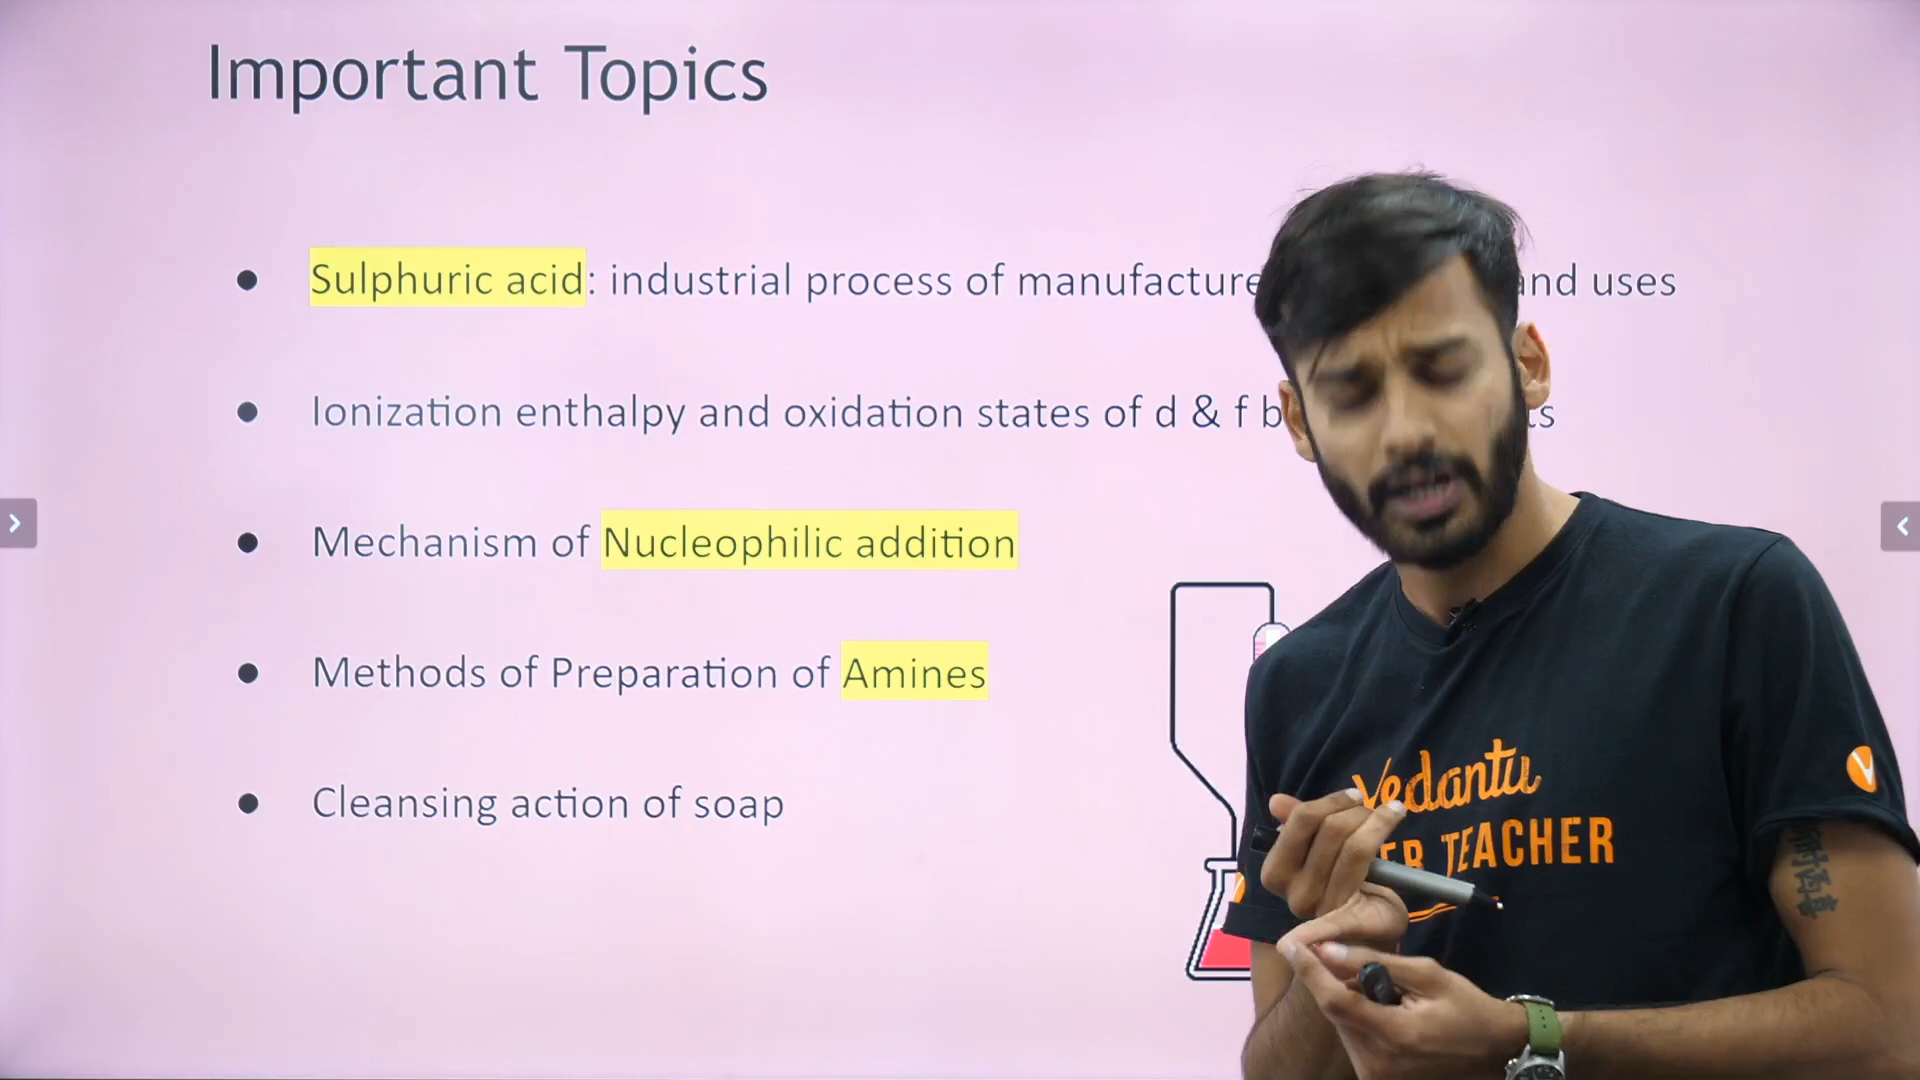 Important Topics
● Sulphuric acid: industrial process of manufacture and uses
● Ionization enthalpy and oxidation states of d & f
● Mechanism of Nucleophilic addition
● Methods of Preparation of Amines
● Cleansing action of soap
Vedantu
TEACHER